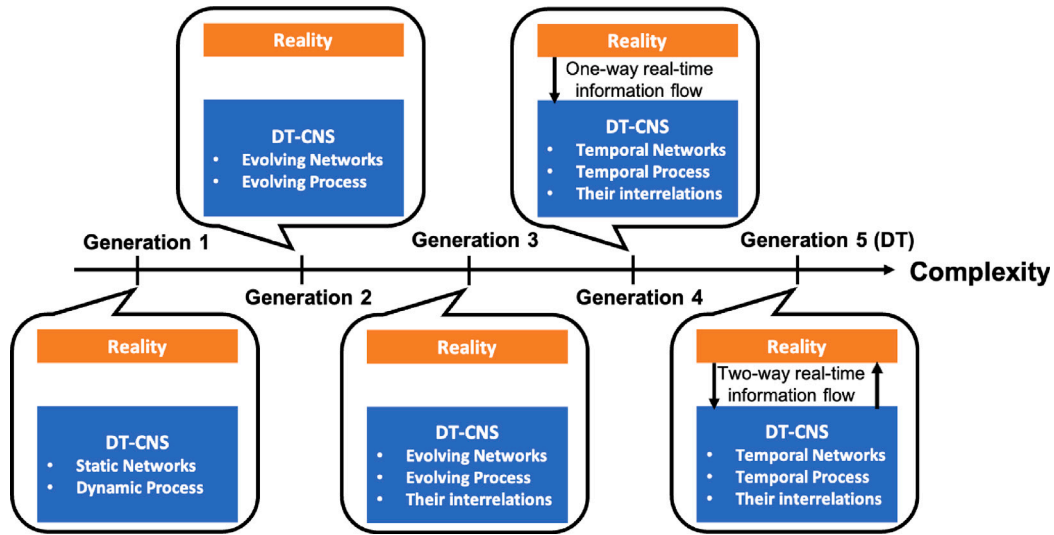 Reality
DT-CNS
• Evolving Networks
• Evolving Process
Reality
One-way real-time
information flow
DT-CNS
• Temporal Networks
• Temporal Process
• Their interrelations
Generation 1
Generation 3
Generation 5 (DT)
Complexity
Generation 2
Generation 4
Reality
DT-CNS
• Static Networks
• Dynamic Process
Reality
DT-CNS
• Evolving Networks
• Evolving Process
• Their interrelations
Reality
Two-way real-time
information flow
DT-CNS
• Temporal Networks
• Temporal Process
• Their interrelations